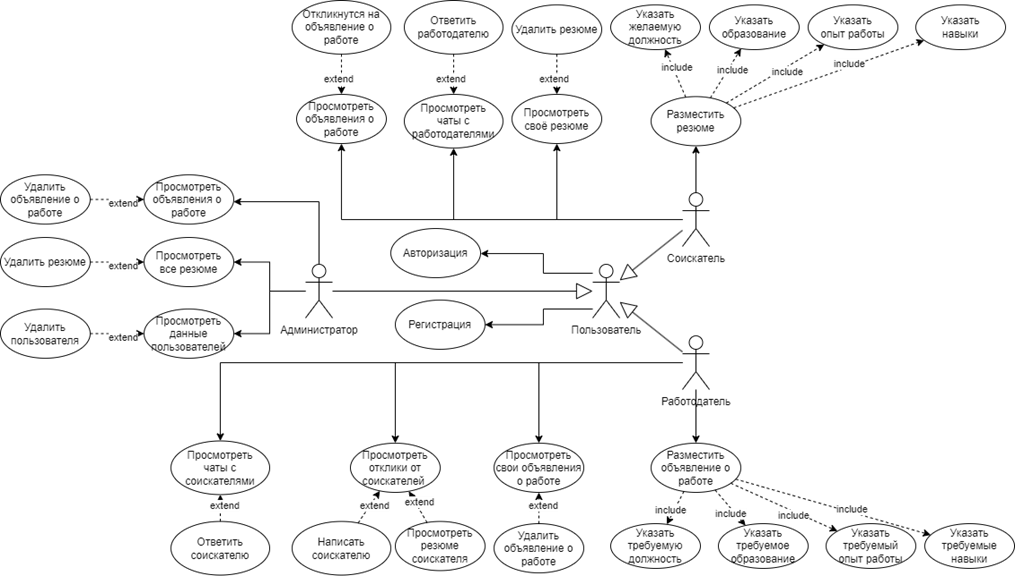 Откликнутся на
объявление о
работе
Ответить
работодателю
Удалить резюме
Указать
желаемую
должность
Указать
образование
Указать
опыт работы
Указать
навыки
extend
extend
extend
include
include
include
include
Просмотреть
объявления о
работе
Просмотреть
чаты с
работодателями
Просмотреть
своё резюме
Разместить
резюме
Удалить
объявление о
работе
extend
Просмотреть
объявления о
работе
Соискатель
Удалить резюме
extend
Просмотреть
все резюме
Авторизация
Администратор
Регистрация
Пользователь
Удалить
пользователя
extend
Просмотреть
данные
пользователей
Работодатель
Просмотреть
чаты с
соискателями
Просмотреть
отклики от
соискателей
Просмотреть
свои объявления
о работе
Разместить
объявление о
работе
extend
extend
extend
extend
include
include
include
include
Ответить
соискателю
Написать
соискателю
Просмотреть
резюме
соискателя
Удалить
объявление о
работе
Указать
требуемую
должность
Указать
требуемое
образование
Указать
требуемый
опыт работы
Указать
требуемые
навыки